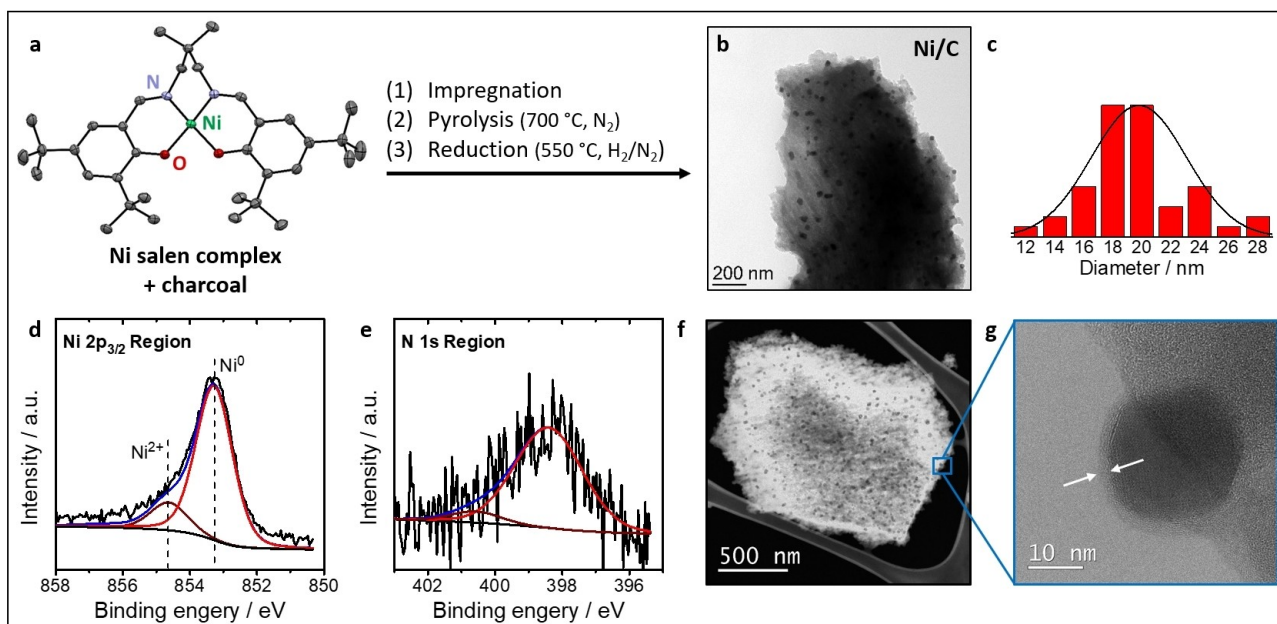 a
N
Ni
O
Ni salen complex
+ charcoal
(1) Impregnation
(2) Pyrolysis (700 °C, N₂)
(3) Reduction (550 °C, H₂/N₂)
b
Ni/C
200 nm
c
12 14 16 18 20 22 24 26 28
Diameter / nm
d
Ni 2p₃/₂ Region
Ni⁰
Ni²⁺
Intensity / a.u.
858 856 854 852 850
Binding engery / eV
e
N 1s Region
Intensity / a.u.
402 400 398 396
Binding engery / eV
f
500 nm
g
10 nm